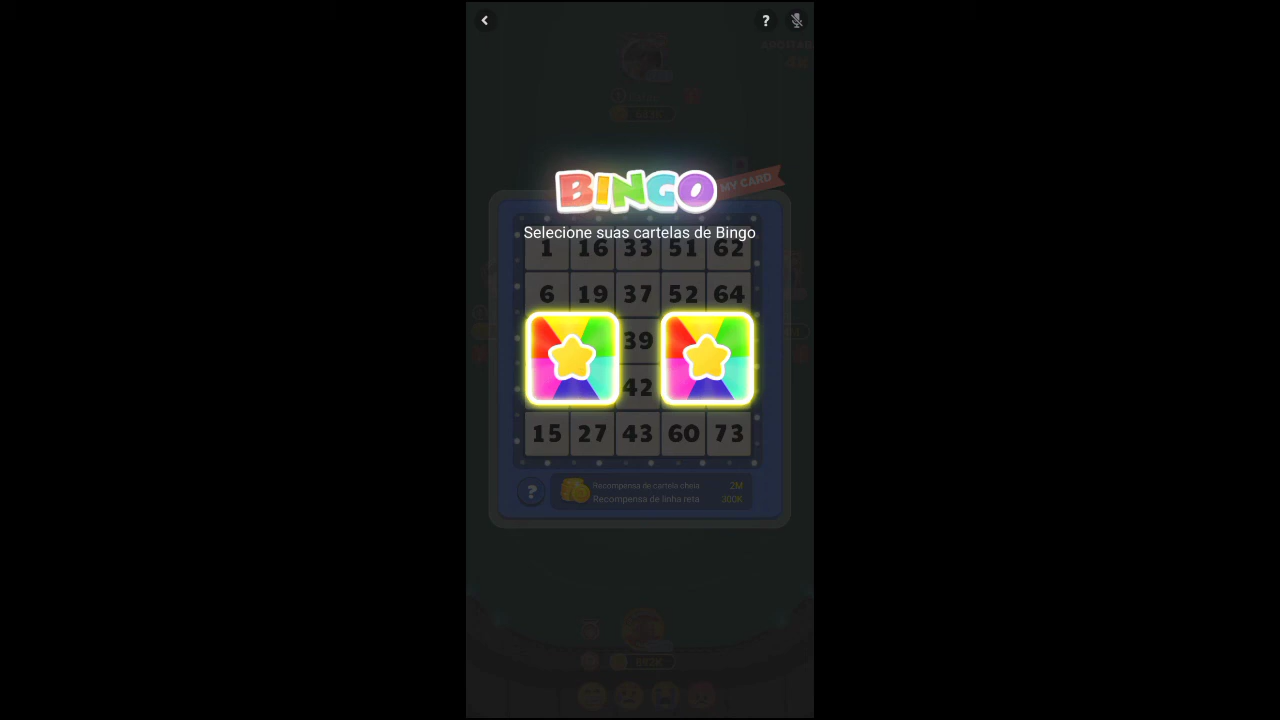 ?
BINGO
MY CARD
Selecione suas cartelas de Bingo
1 16 33 51 62
6 19 37 52 64
39
42
15 27 43 60 73
?
Recompensa de cartela cheia 2M
Recompensa de linha reta 300K